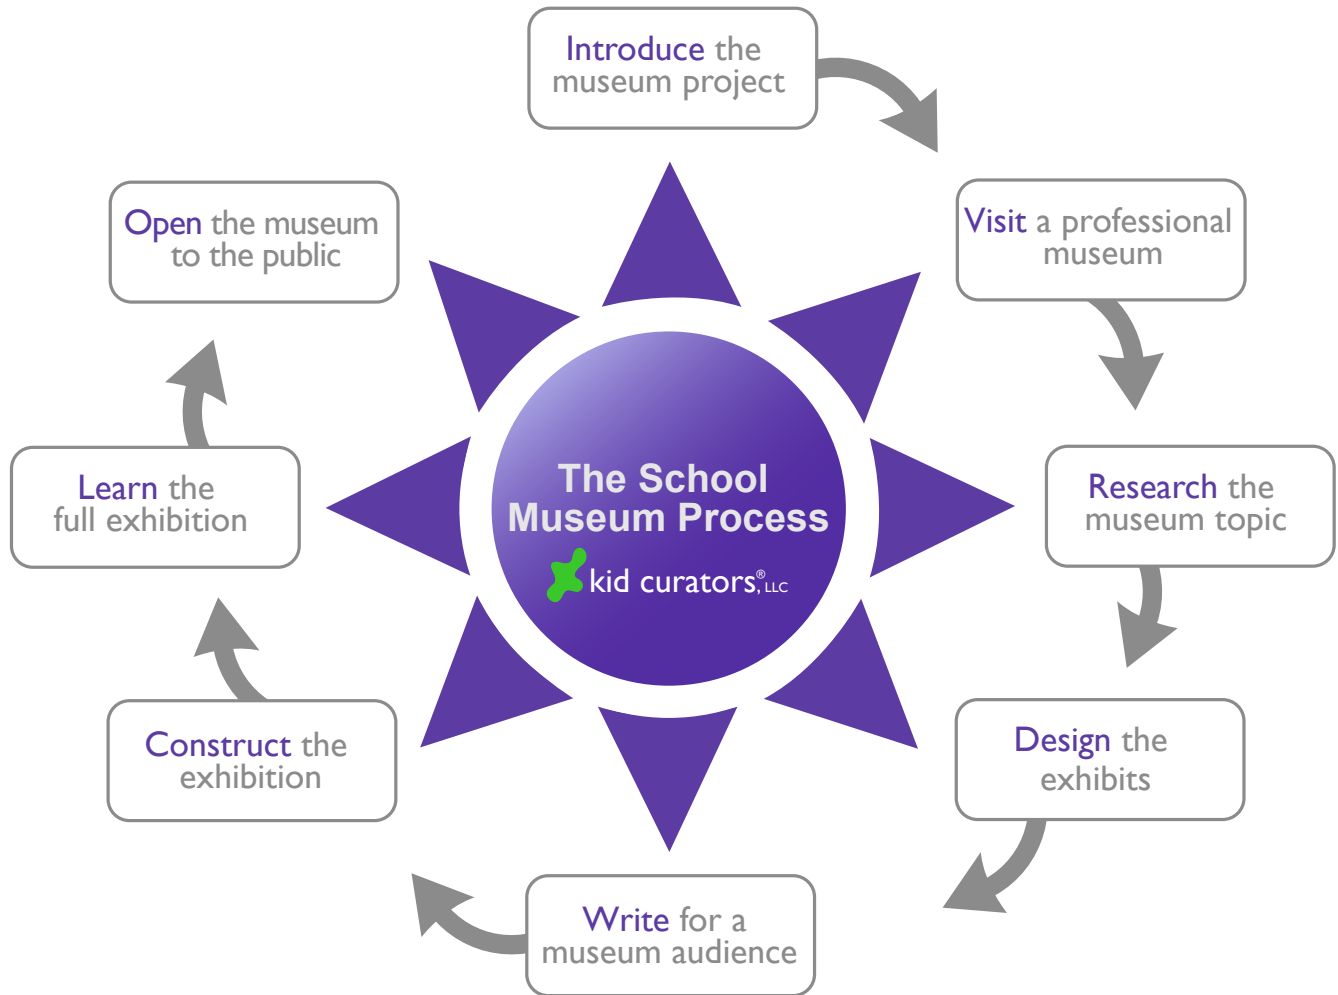 Introduce the
museum project
Visit a professional
museum
Research the
museum topic
Design the
exhibits
Write for a
museum audience
Construct the
exhibition
Learn the
full exhibition
Open the museum
to the public
The School
Museum Process
kid curators,® LLC